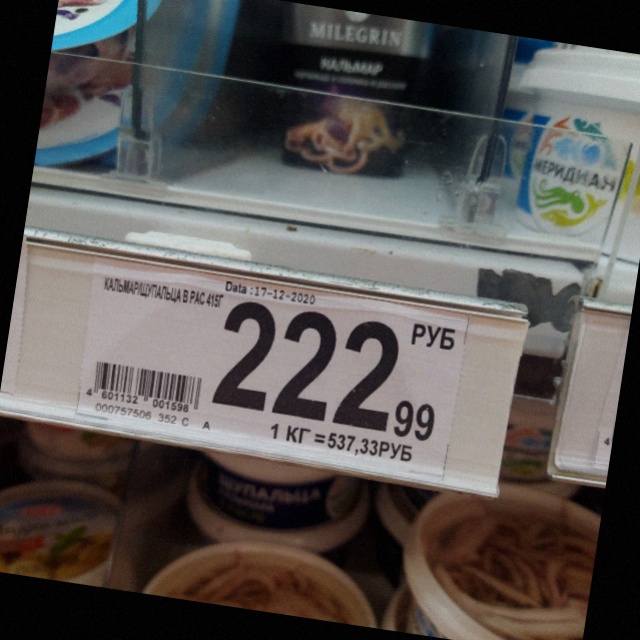 MILEGRIN
КАЛЬМАР
МЕРИДИАН
КАЛЬМАР/ЩУПАЛЬЦА В РАС 415Г
Data :17-12-2020
222 99 РУБ
4 601132 001598
000757506 352 C A
1 КГ =537,33РУБ
ЩУПАЛЬЦА